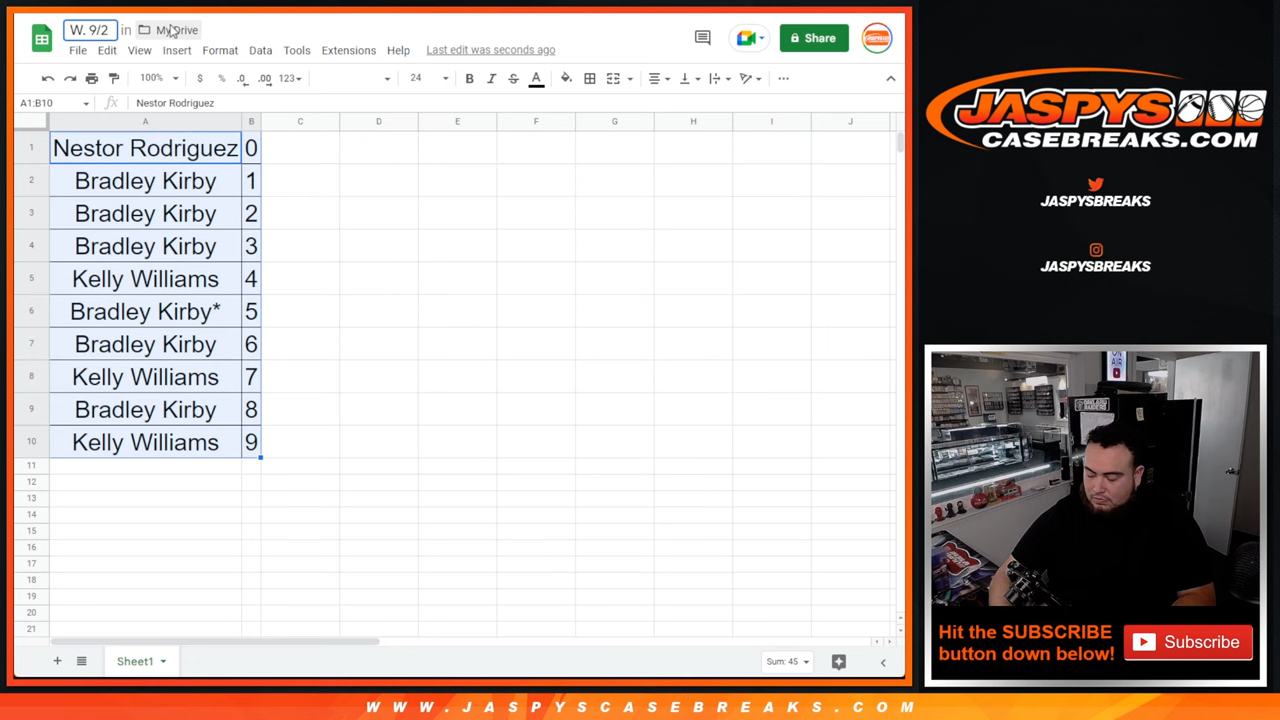 W. 9/2 in My Drive
File Edit View Insert Format Data Tools Extensions Help Last edit was seconds ago
Share
100% $ % .0 .00 123 24 B I S A
A1:B10 fx Nestor Rodriguez
A B C D E F G H I J
1 Nestor Rodriguez 0
2 Bradley Kirby 1
3 Bradley Kirby 2
4 Bradley Kirby 3
5 Kelly Williams 4
6 Bradley Kirby* 5
7 Bradley Kirby 6
8 Kelly Williams 7
9 Bradley Kirby 8
10 Kelly Williams 9
11
12
13
14
15
16
17
18
19
20
21
Sheet1
Sum: 45
JASPYS
CASEBREAKS.COM
JASPYSBREAKS
JASPYSBREAKS
ON
AIR
Hit the SUBSCRIBE
button down below!
Subscribe
WWW.JASPYSCASEBREAKS.COM